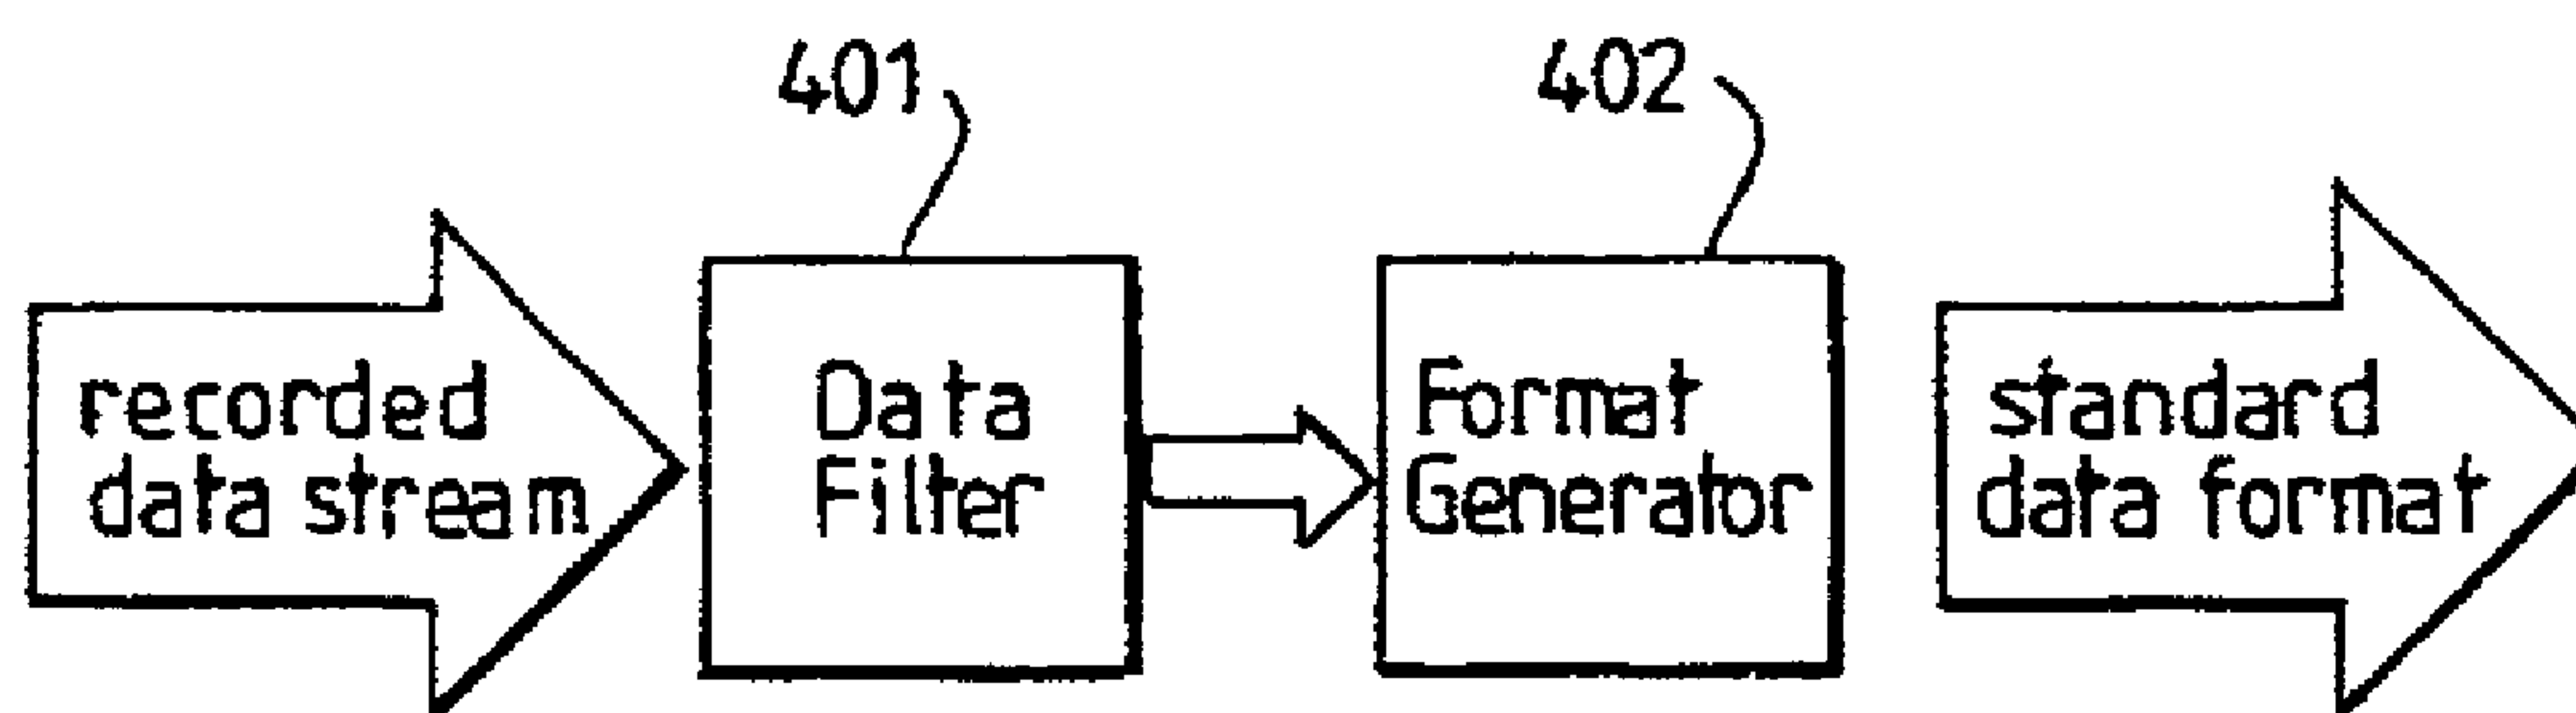 401
402
recorded
data stream
Data
Filter
Format
Generator
standard
data format